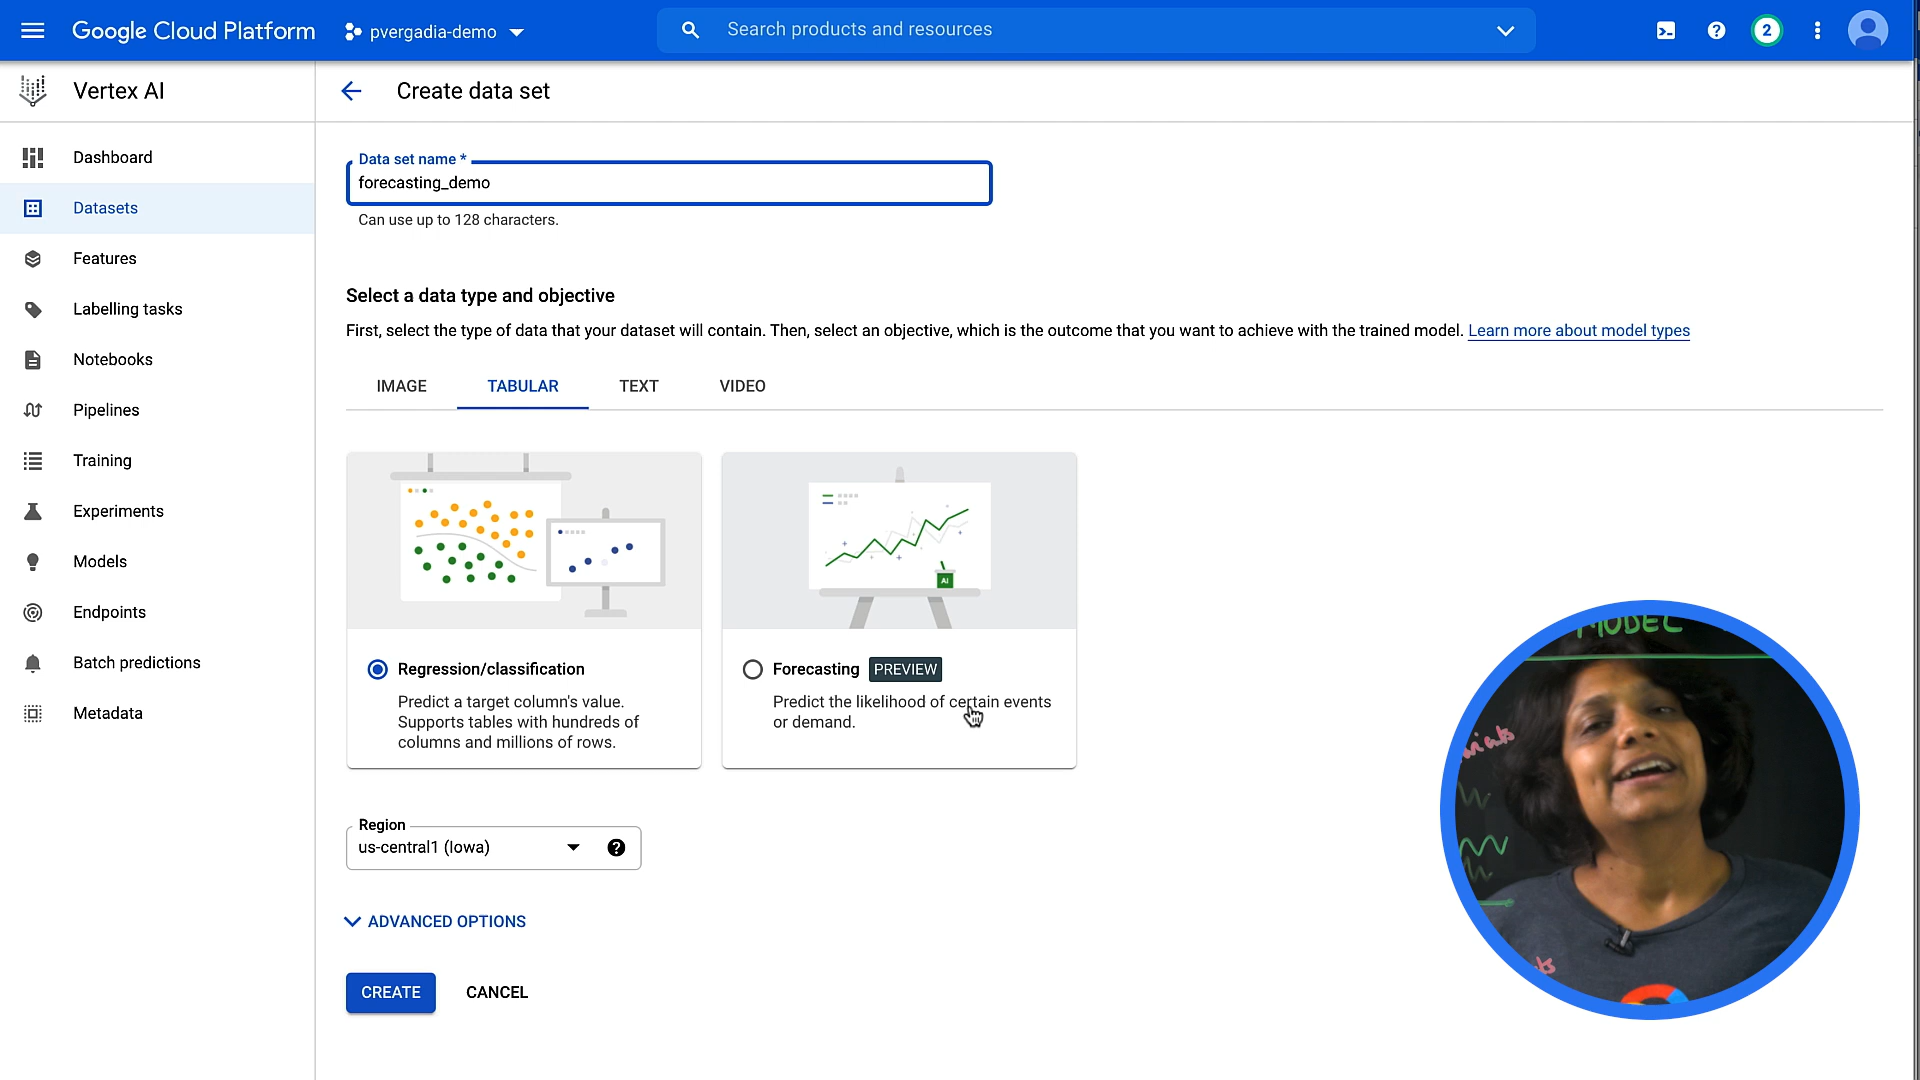 Google Cloud Platform
pvergadia-demo
Search products and resources
2
Vertex AI
Create data set
Dashboard
Datasets
Features
Labelling tasks
Notebooks
Pipelines
Training
Experiments
Models
Endpoints
Batch predictions
Metadata
Data set name *
forecasting_demo
Can use up to 128 characters.
Select a data type and objective
First, select the type of data that your dataset will contain. Then, select an objective, which is the outcome that you want to achieve with the trained model. Learn more about model types
IMAGE
TABULAR
TEXT
VIDEO
Regression/classification
Predict a target column's value.
Supports tables with hundreds of
columns and millions of rows.
AI
Forecasting PREVIEW
Predict the likelihood of certain events
or demand.
Region
us-central1 (Iowa)
ADVANCED OPTIONS
CREATE
CANCEL
MODEL